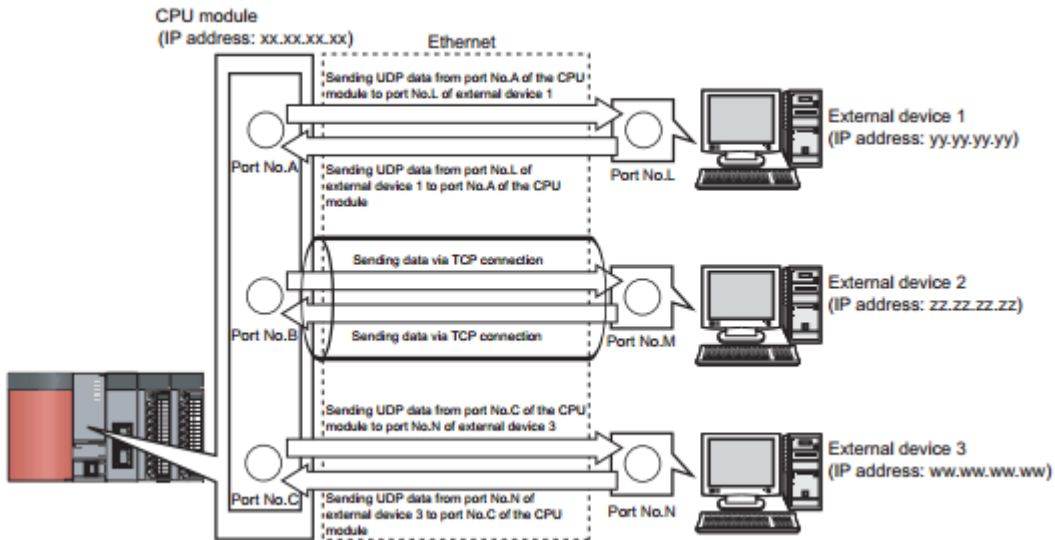 CPU module
(IP address: xx.xx.xx.xx)
Ethernet
Sending UDP data from port No.A of the CPU
module to port No.L of external device 1
Port No.A
Sending UDP data from port No.L of
external device 1 to port No.A of the CPU
module
Port No.L
External device 1
(IP address: yy.yy.yy.yy)
Sending data via TCP connection
Port No.B
Sending data via TCP connection
Port No.M
External device 2
(IP address: zz.zz.zz.zz)
Sending UDP data from port No.C of the CPU
module to port No.N of external device 3
Port No.C
Sending UDP data from port No.N of
external device 3 to port No.C of the CPU
module
Port No.N
External device 3
(IP address: ww.ww.ww.ww)